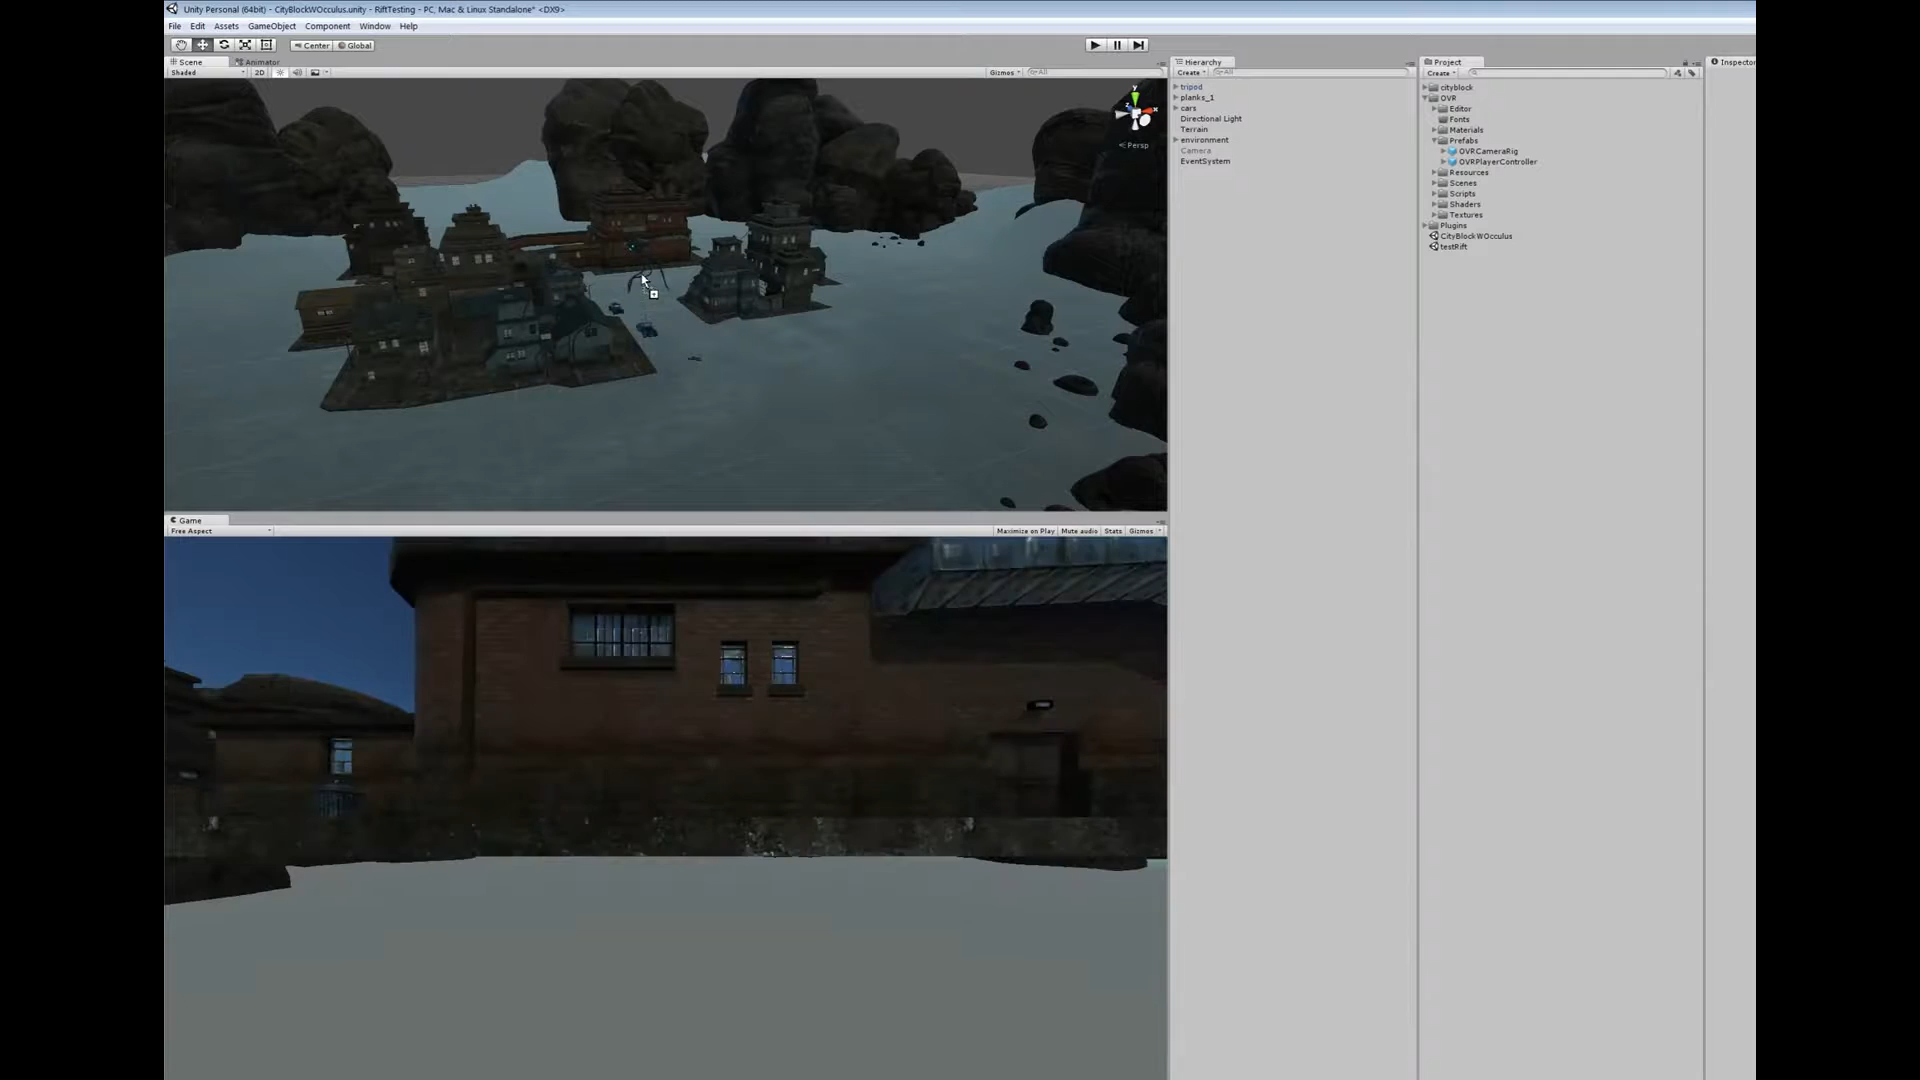 Unity Personal (64bit) - CityBlockWOcculus.unity - RiftTesting - PC, Mac & Linux Standalone* <DX9>
File Edit Assets GameObject Component Window Help
Center Global
Scene Animator
Shaded 2D Gizmos All
Persp
Game
Free Aspect Maximize on Play Mute audio Stats Gizmos
Hierarchy
Create All
tripod
planks_1
cars
Directional Light
Terrain
environment
Camera
EventSystem
Project
Create
cityblock
OVR
Editor
Fonts
Materials
Prefabs
OVRCameraRig
OVRPlayerController
Resources
Scenes
Scripts
Shaders
Textures
Plugins
CityBlockWOcculus
testRift
Inspector